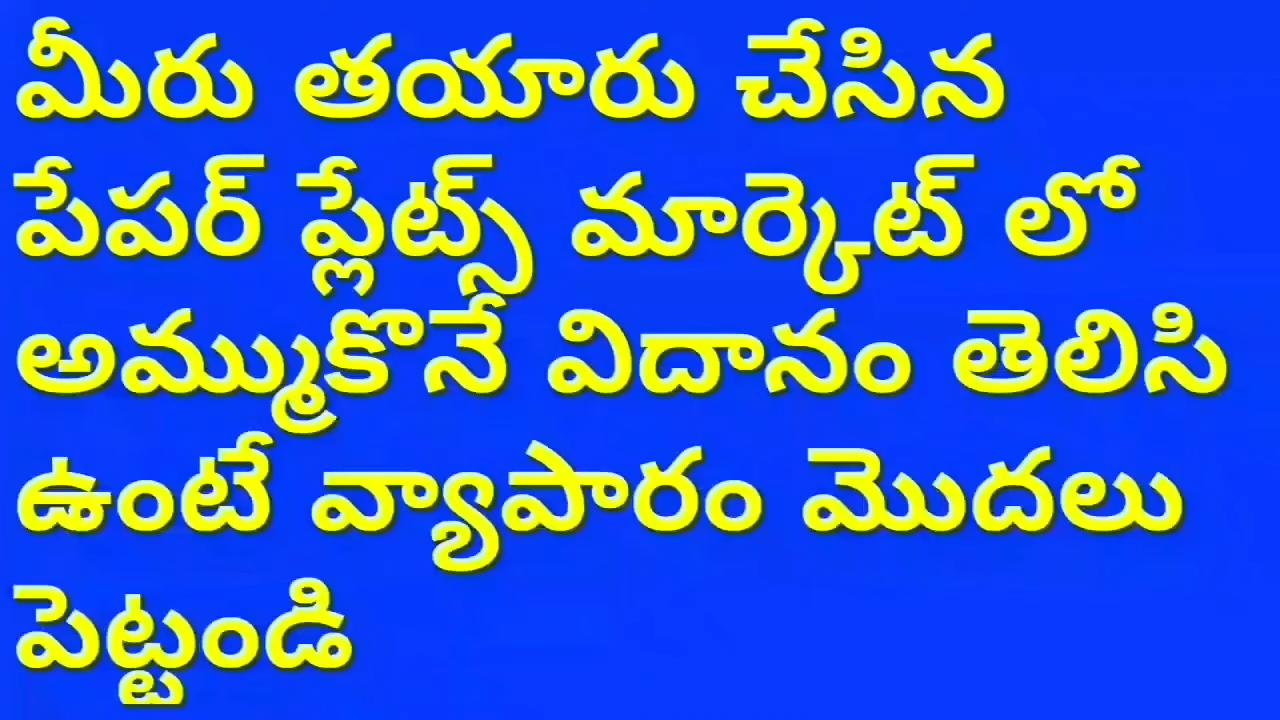 మీరు తయారు చేసిన
పేపర్ ప్లేట్స్ మార్కెట్ లో
అమ్ముకొనే విదానం తెలిసి
ఉంటే వ్యాపారం మొదలు
పెట్టండి